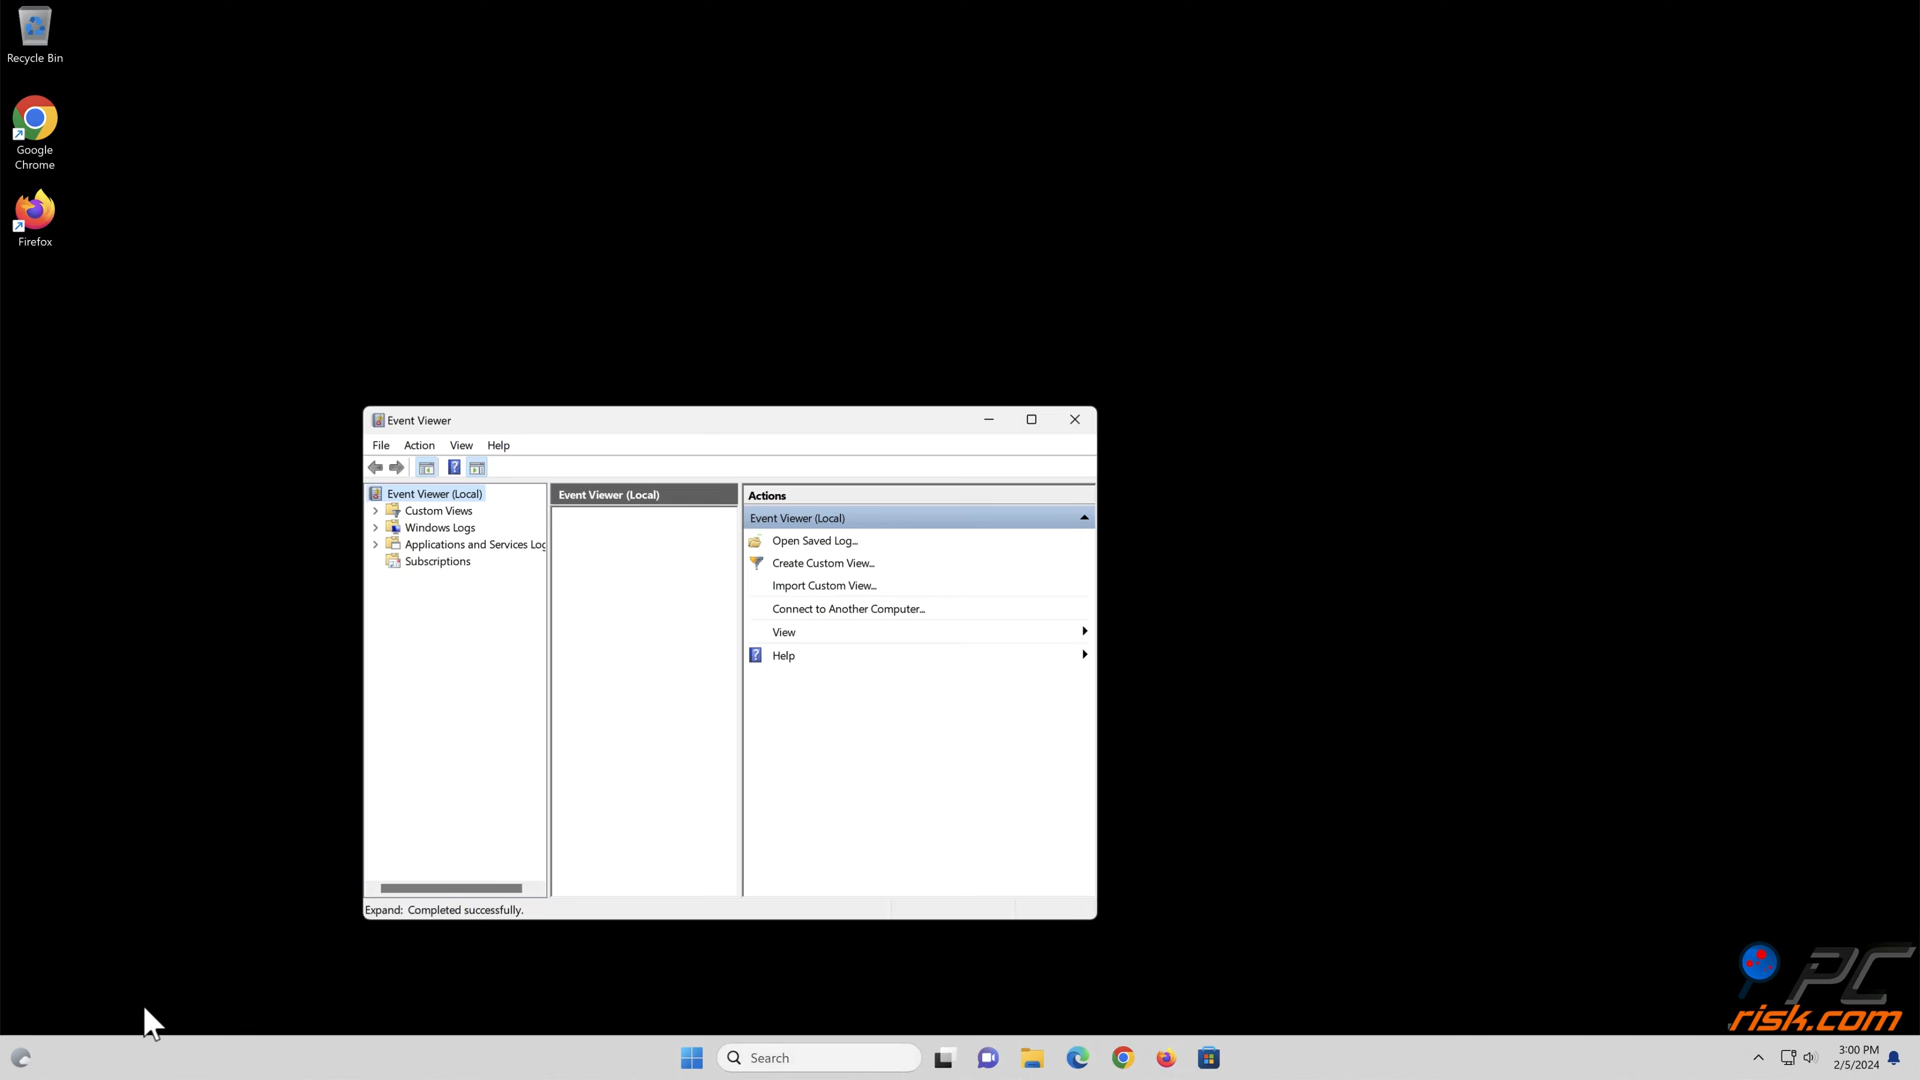 Recycle Bin
Google
Chrome
Firefox
Event Viewer
File Action View Help
Event Viewer (Local)
Custom Views
Windows Logs
Applications and Services Log
Subscriptions
Event Viewer (Local)
Actions
Event Viewer (Local)
Open Saved Log...
Create Custom View...
Import Custom View...
Connect to Another Computer...
View
Help
Expand: Completed successfully.
PC
risk.com
Search
3:00 PM
2/5/2024